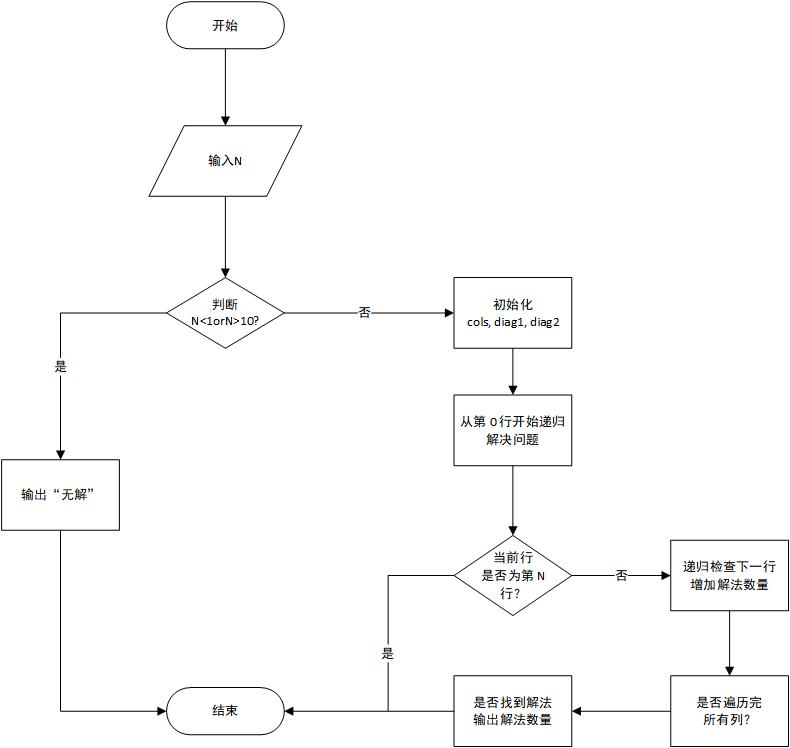 开始
输入N
判断
N<1orN>10?
否
初始化
cols, diag1, diag2
是
从第 0行开始递归
解决问题
输出“无解”
当前行
是否为第 N
行?
否
递归检查下一行
增加解法数量
是
结束
是否找到解法
输出解法数量
是否遍历完
所有列?